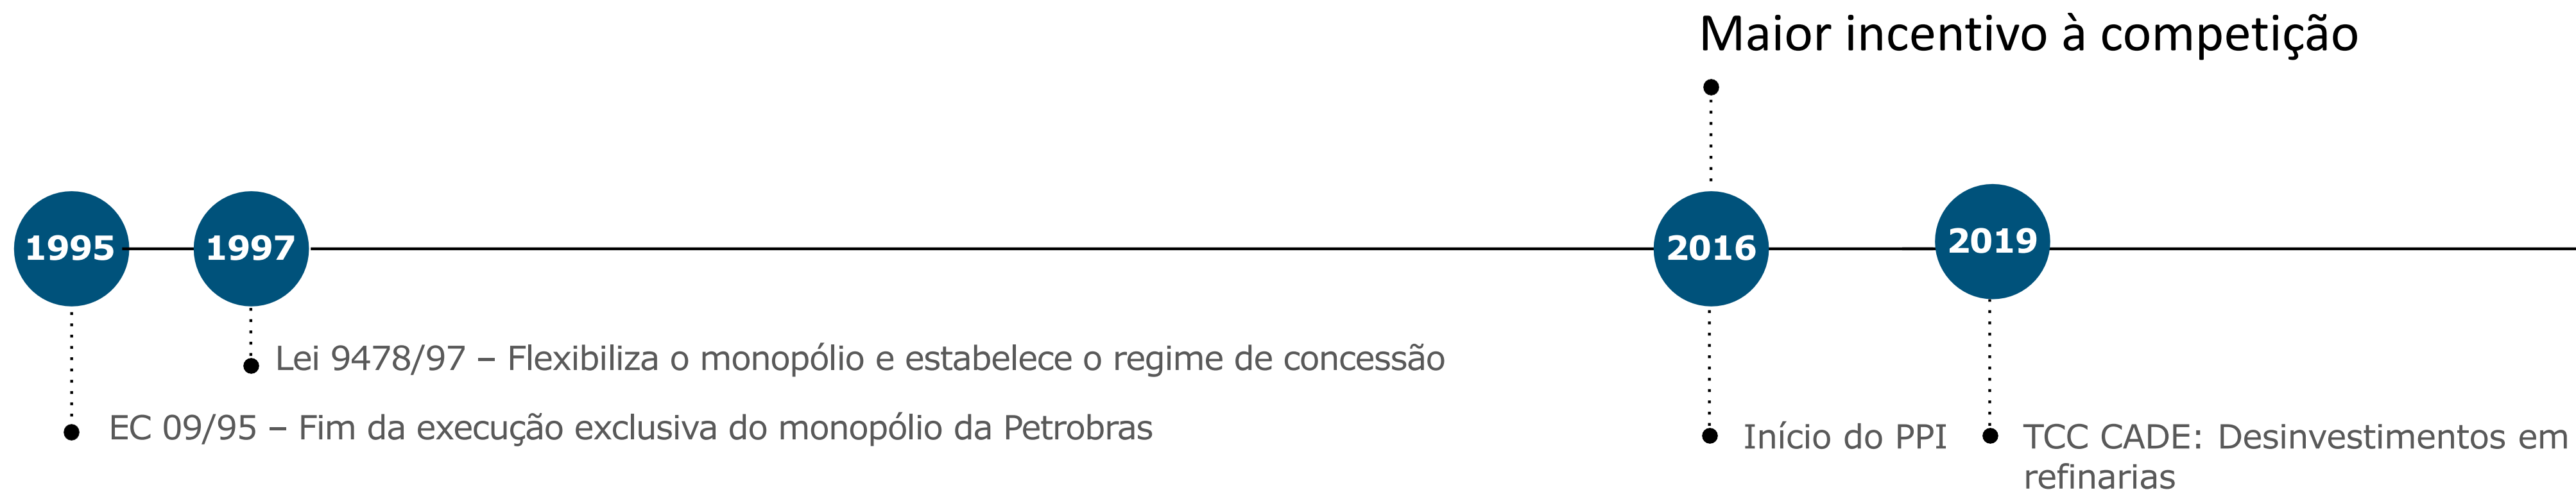 Maior incentivo à competição
1995
1997
2016
2019
Lei 9478/97 – Flexibiliza o monopólio e estabelece o regime de concessão
EC 09/95 – Fim da execução exclusiva do monopólio da Petrobras
Início do PPI
TCC CADE: Desinvestimentos em
refinarias